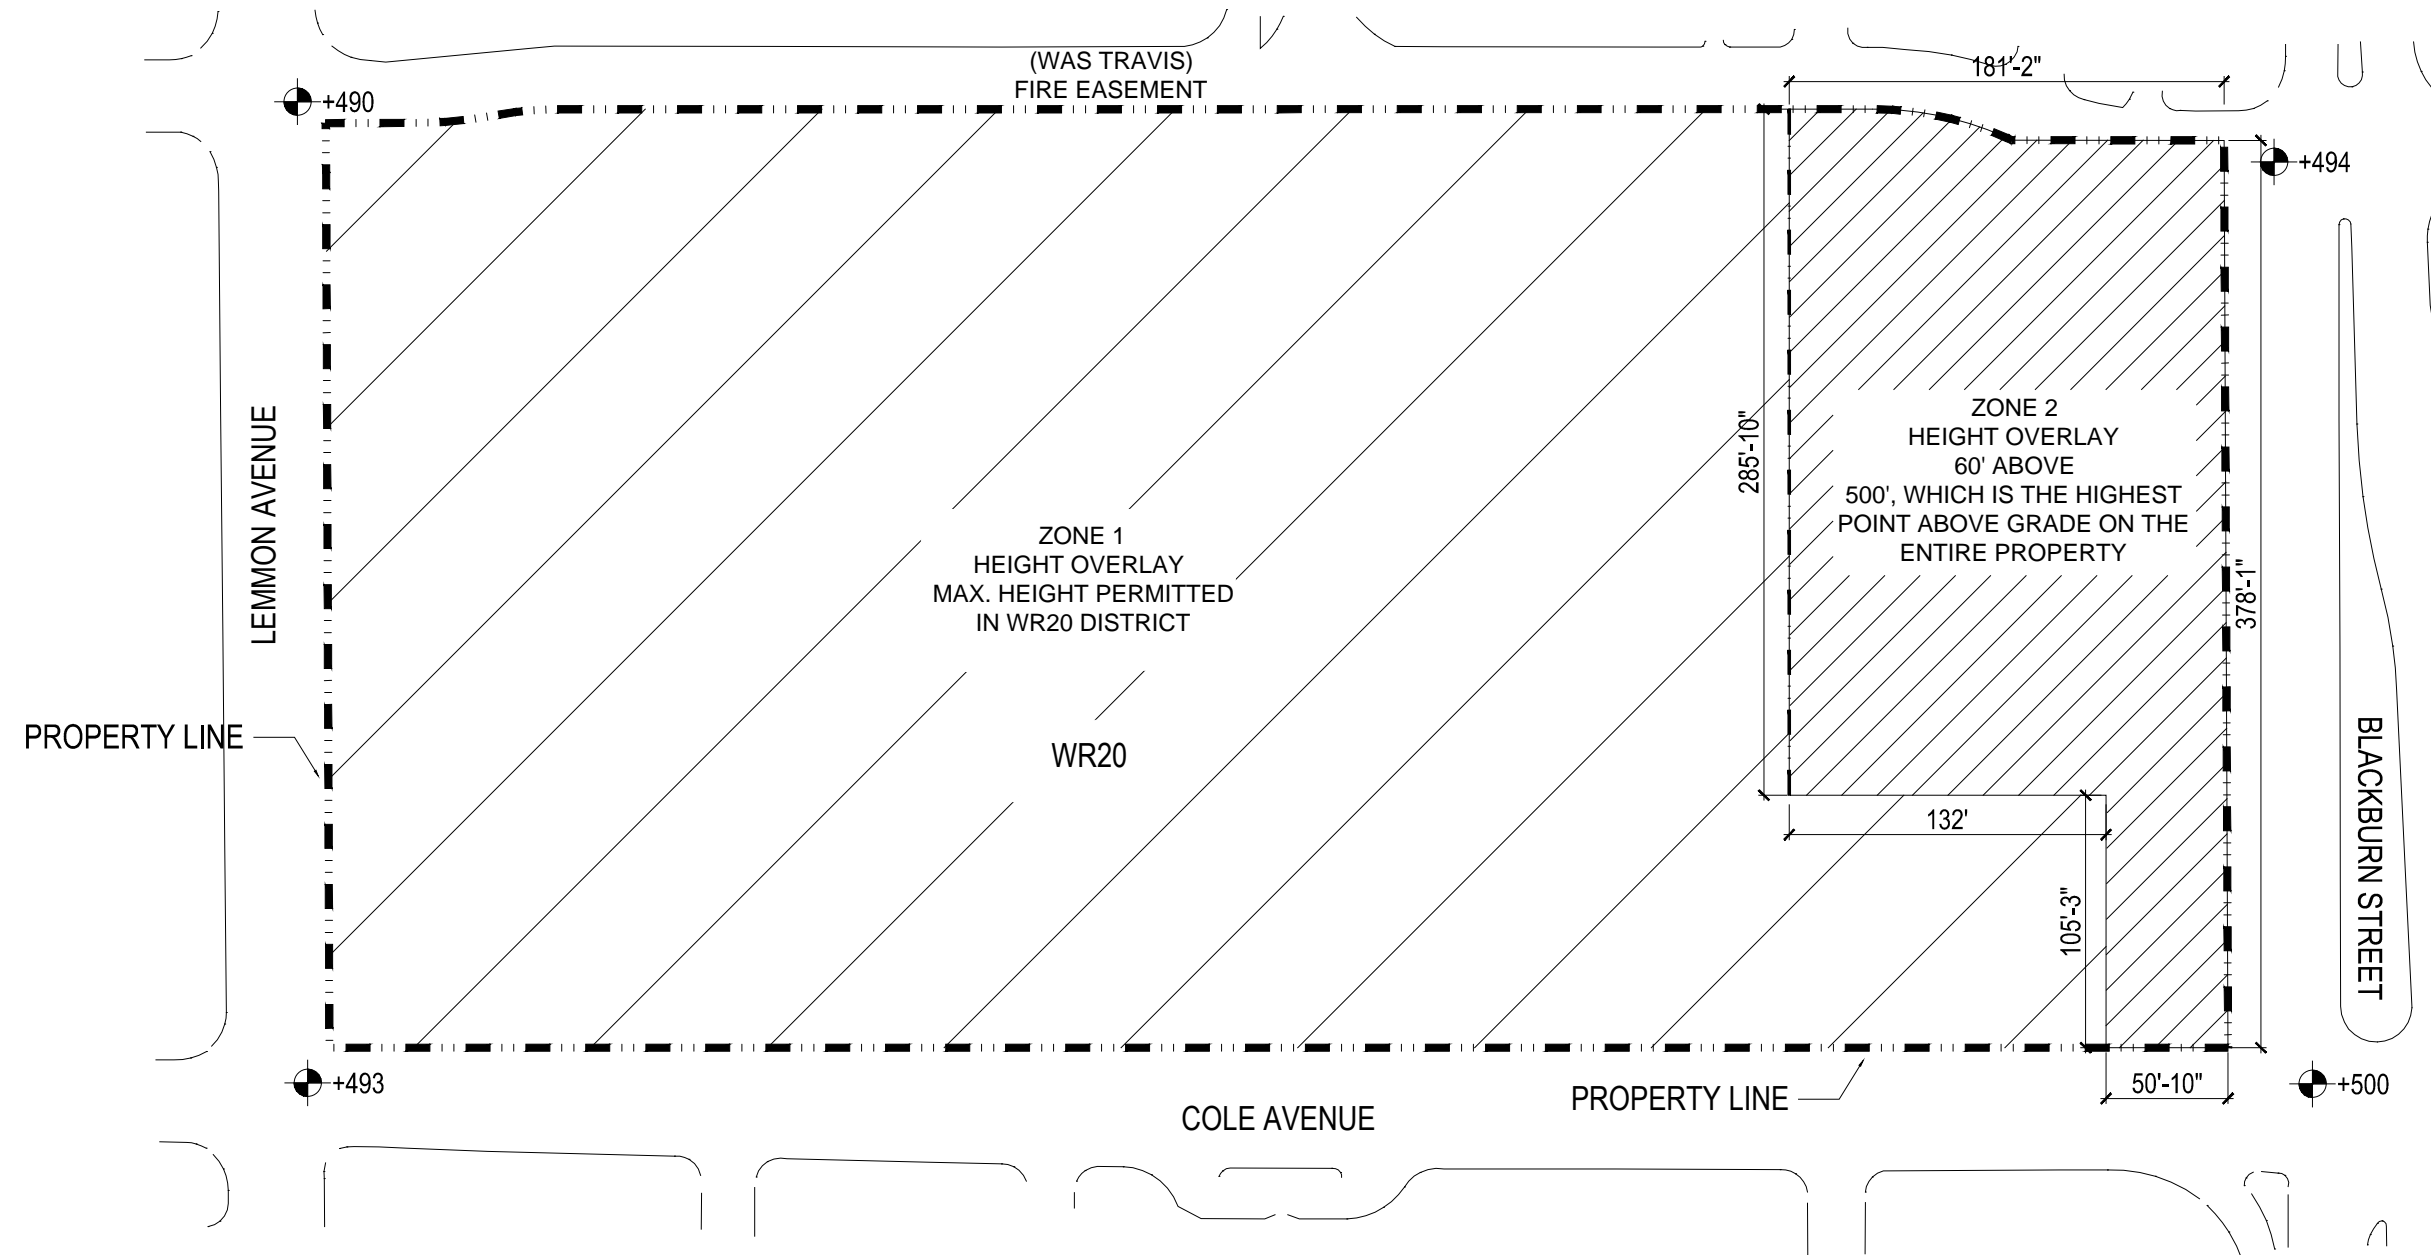 (WAS TRAVIS)
FIRE EASEMENT
181'-2"
+490
+494
LEMMON AVENUE
285'-10"
ZONE 2
HEIGHT OVERLAY
60' ABOVE
500', WHICH IS THE HIGHEST
POINT ABOVE GRADE ON THE
ENTIRE PROPERTY
378'-1"
ZONE 1
HEIGHT OVERLAY
MAX. HEIGHT PERMITTED
IN WR20 DISTRICT
PROPERTY LINE
WR20
BLACKBURN STREET
132'
105'-3"
+493
COLE AVENUE
PROPERTY LINE
50'-10"
+500